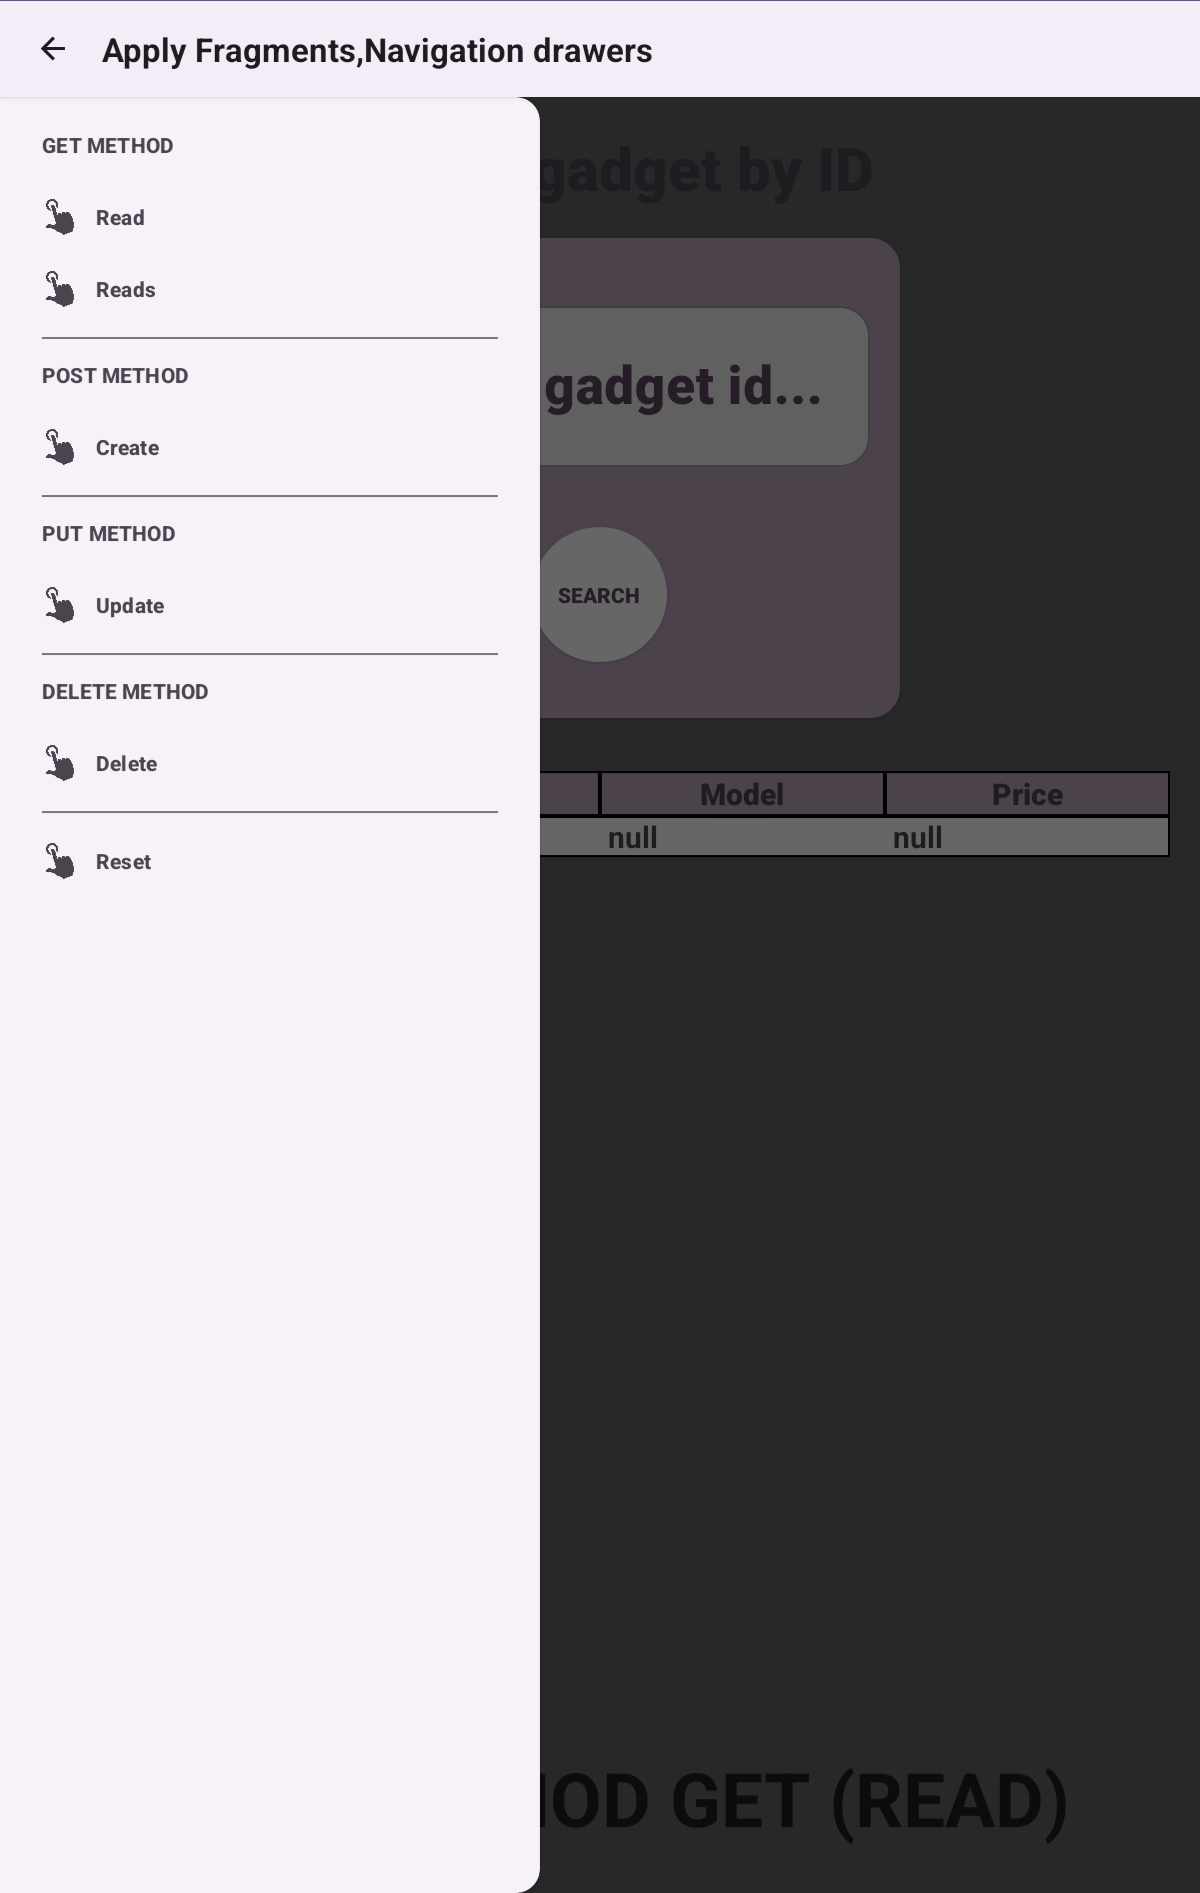 Apply Fragments,Navigation drawers
GET METHOD
Read
Reads
POST METHOD
Create
PUT METHOD
Update
DELETE METHOD
Delete
Reset
gadget by ID
gadget id...
SEARCH
Model Price
null null
GET (READ)